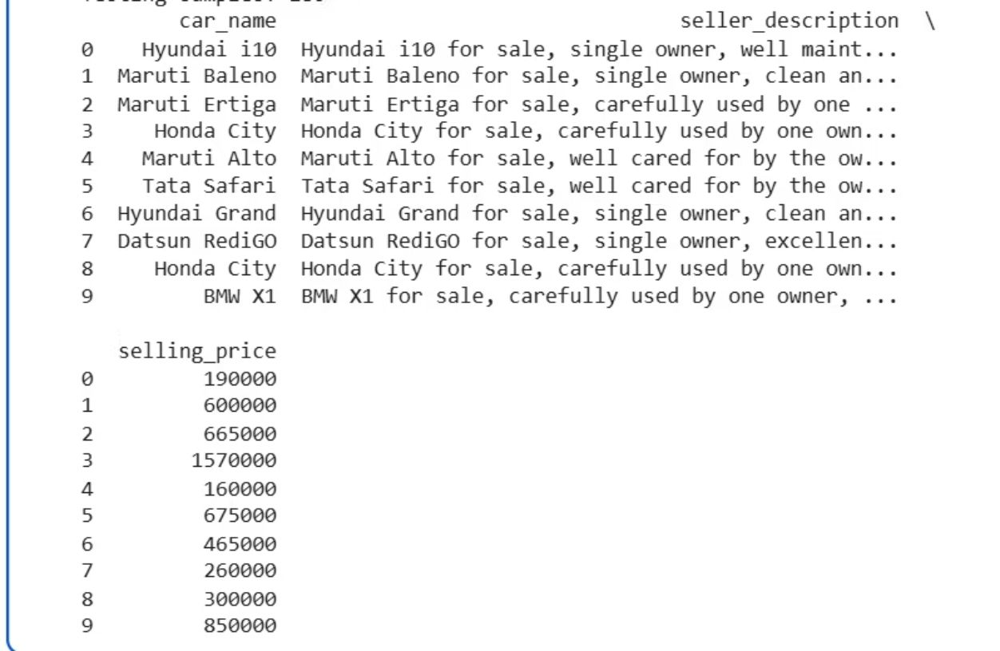 car_name seller_description \
0 Hyundai i10 Hyundai i10 for sale, single owner, well maint...
1 Maruti Baleno Maruti Baleno for sale, single owner, clean an...
2 Maruti Ertiga Maruti Ertiga for sale, carefully used by one ...
3 Honda City Honda City for sale, carefully used by one own...
4 Maruti Alto Maruti Alto for sale, well cared for by the ow...
5 Tata Safari Tata Safari for sale, well cared for by the ow...
6 Hyundai Grand Hyundai Grand for sale, single owner, clean an...
7 Datsun RediGO Datsun RediGO for sale, single owner, excellen...
8 Honda City Honda City for sale, carefully used by one own...
9 BMW X1 BMW X1 for sale, carefully used by one owner, ...
selling_price
0 190000
1 600000
2 665000
3 1570000
4 160000
5 675000
6 465000
7 260000
8 300000
9 850000